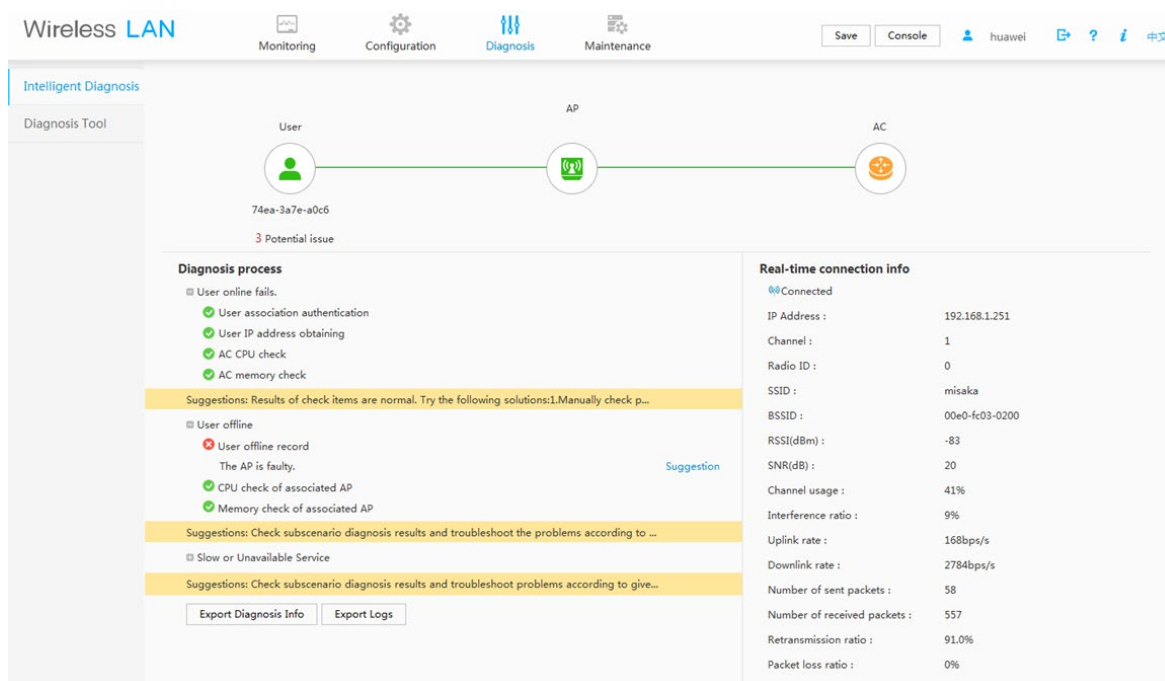 Wireless LAN
Monitoring
Configuration
Diagnosis
Maintenance
Save
Console
huawei
?
i
中文
Intelligent Diagnosis
Diagnosis Tool
User
AP
AC
74ea-3a7e-a0c6
3 Potential issue
Diagnosis process
User online fails.
User association authentication
User IP address obtaining
AC CPU check
AC memory check
Suggestions: Results of check items are normal. Try the following solutions:1.Manually check p...
User offline
User offline record
The AP is faulty. Suggestion
CPU check of associated AP
Memory check of associated AP
Suggestions: Check subscenario diagnosis results and troubleshoot the problems according to ...
Slow or Unavailable Service
Suggestions: Check subscenario diagnosis results and troubleshoot problems according to give...
Export Diagnosis Info
Export Logs
Real-time connection info
Connected
IP Address : 192.168.1.251
Channel : 1
Radio ID : 0
SSID : misaka
BSSID : 00e0-fc03-0200
RSSI(dBm) : -83
SNR(dB) : 20
Channel usage : 41%
Interference ratio : 9%
Uplink rate : 168bps/s
Downlink rate : 2784bps/s
Number of sent packets : 58
Number of received packets : 557
Retransmission ratio : 91.0%
Packet loss ratio : 0%